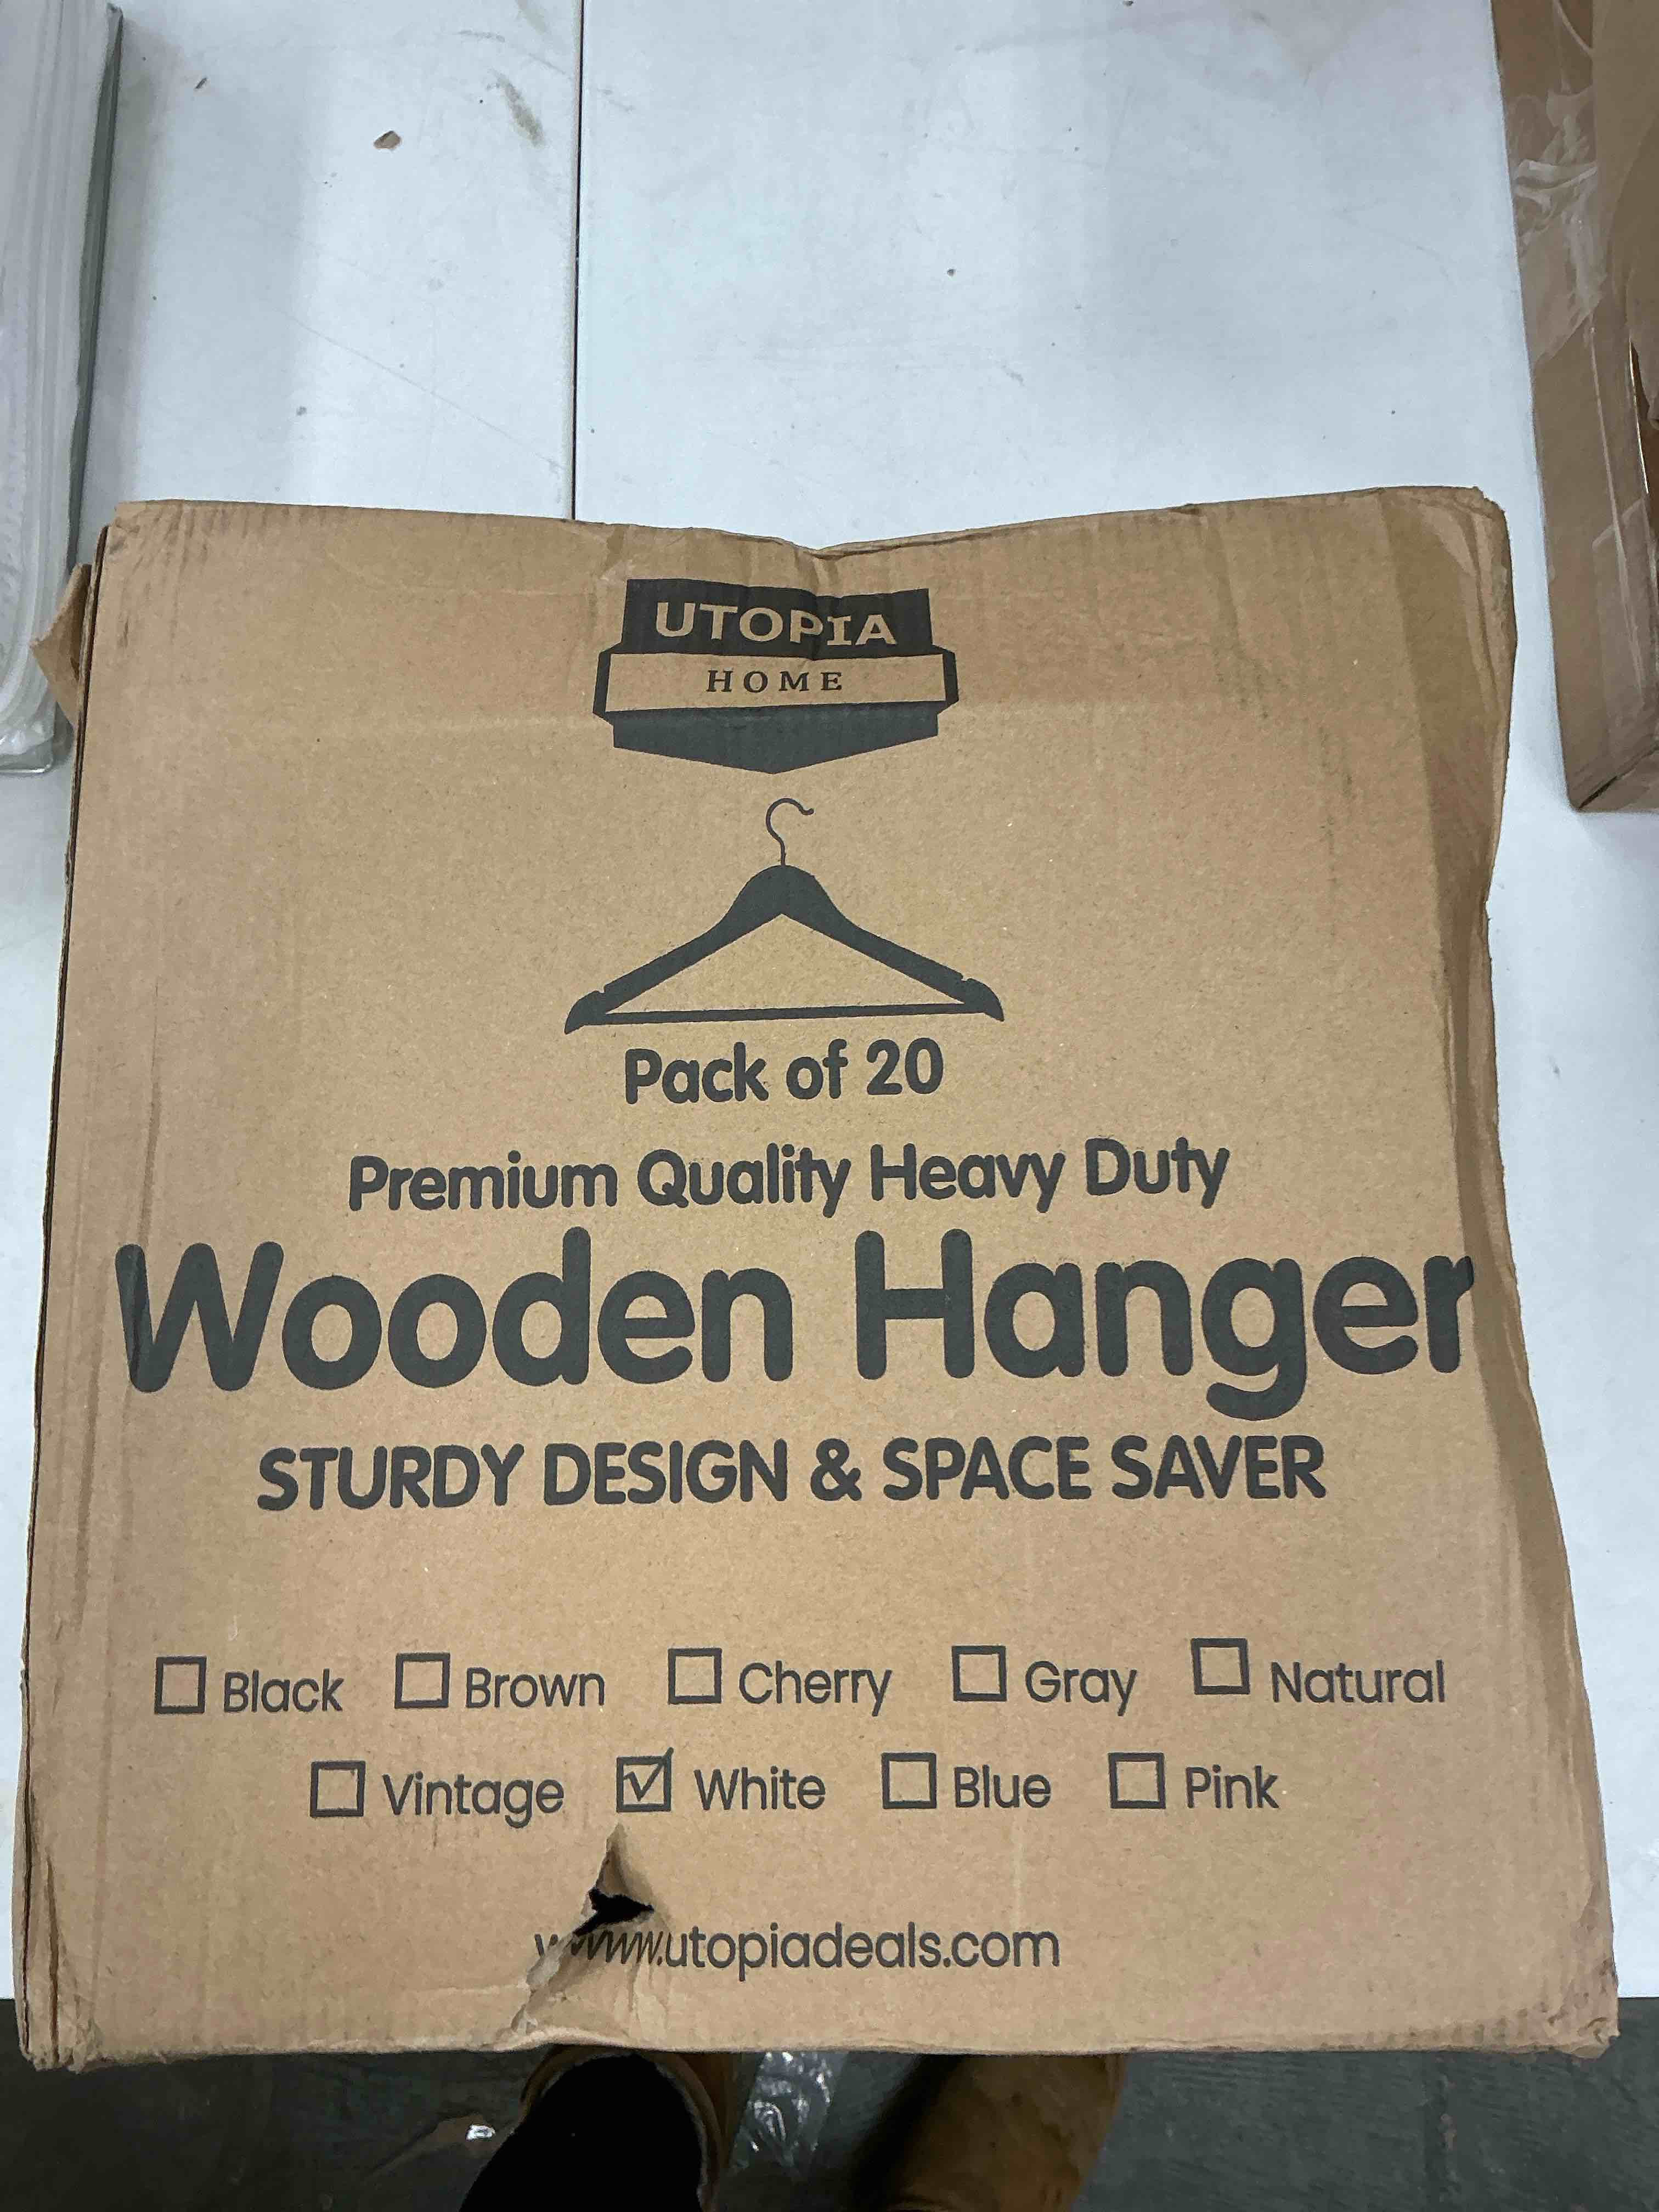 UTOPIA
HOME
Pack of 20
Premium Quality Heavy Duty
Wooden Hanger
STURDY DESIGN & SPACE SAVER
☐ Black ☐ Brown ☐ Cherry ☐ Gray ☐ Natural
☐ Vintage ☑ White ☐ Blue ☐ Pink
www.utopiadeals.com